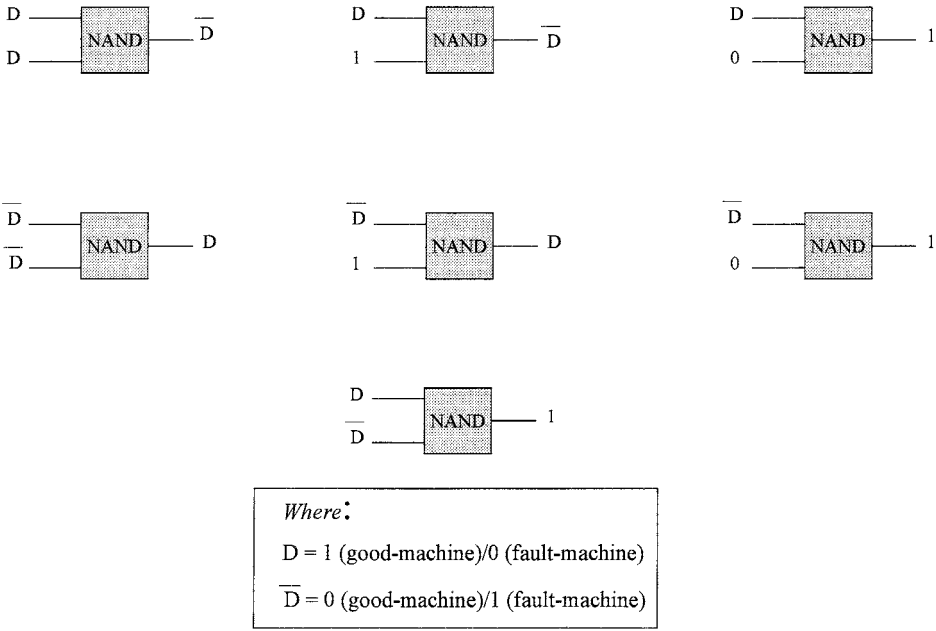 D D NAND D̅
D 1 NAND D̅
D 0 NAND 1
D̅ D̅ NAND D
D̅ 1 NAND D
D̅ 0 NAND 1
D D̅ NAND 1
Where:
D = 1 (good-machine)/0 (fault-machine)
D̅ = 0 (good-machine)/1 (fault-machine)